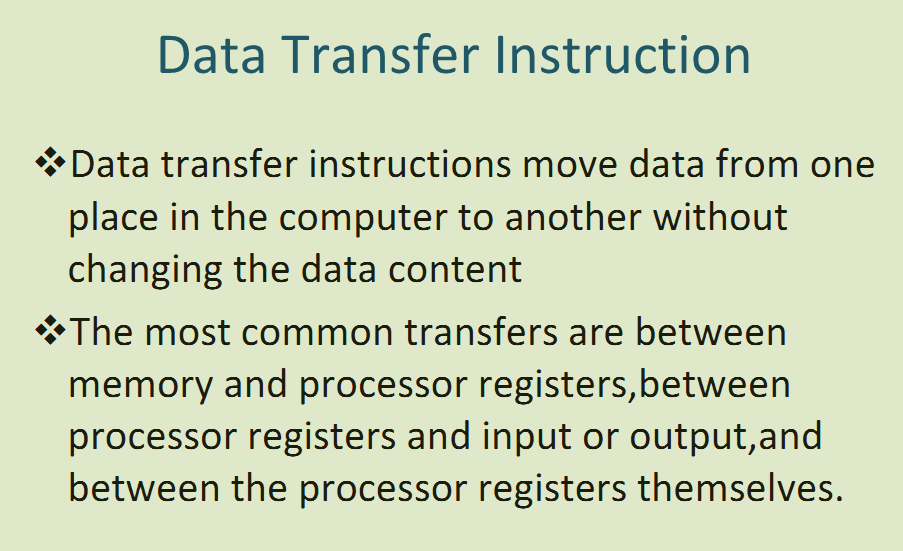 Data Transfer Instruction
❖Data transfer instructions move data from one
place in the computer to another without
changing the data content
❖The most common transfers are between
memory and processor registers,between
processor registers and input or output,and
between the processor registers themselves.